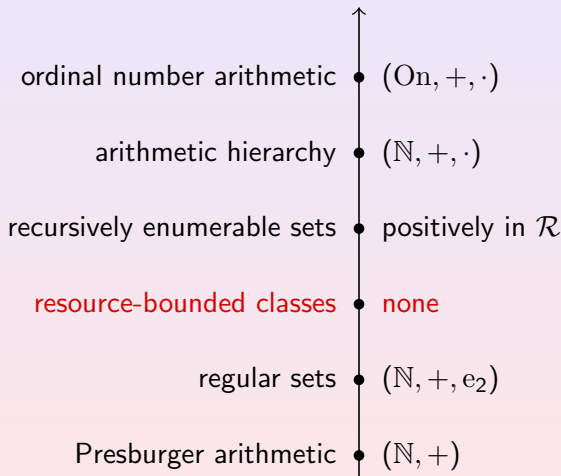 ordinal number arithmetic (On, +, ·)
arithmetic hierarchy (ℕ, +, ·)
recursively enumerable sets positively in ℛ
resource-bounded classes none
regular sets (ℕ, +, e₂)
Presburger arithmetic (ℕ, +)